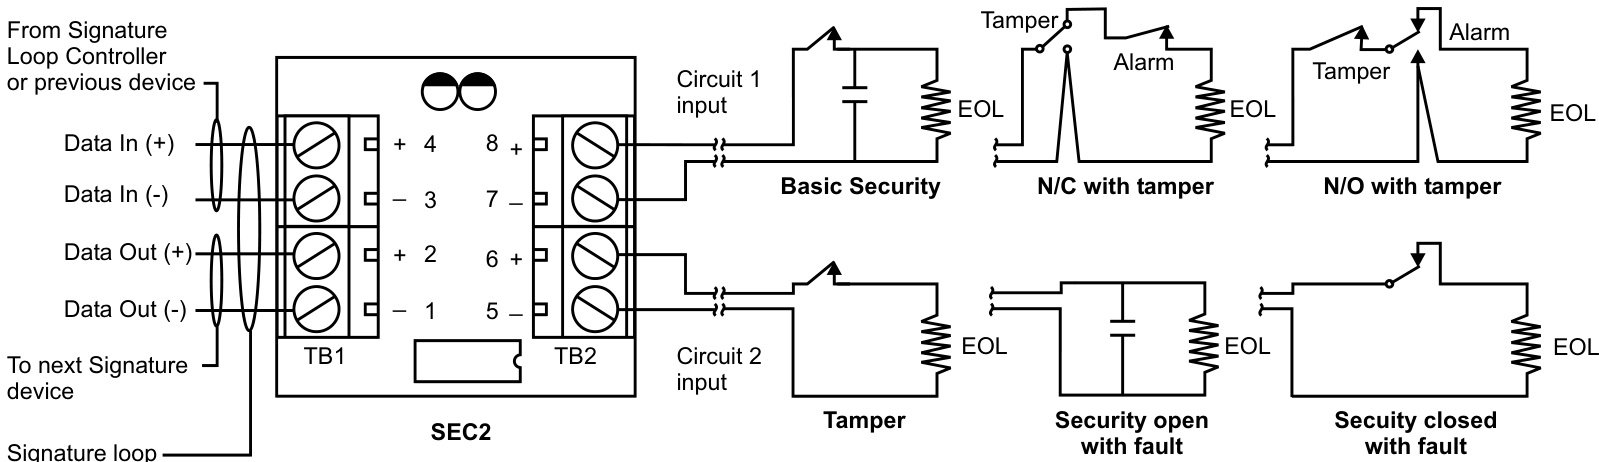 From Signature
Loop Controller
or previous device
Data In (+)
Data In (-)
Data Out (+)
Data Out (-)
To next Signature
device
Signature loop
+ 4
– 3
+ 2
– 1
8 +
7 –
6 +
5 –
TB1
TB2
SEC2
Circuit 1
input
Circuit 2
input
EOL
Basic Security
Tamper
Alarm
EOL
N/C with tamper
Alarm
Tamper
EOL
N/O with tamper
EOL
Tamper
EOL
Security open
with fault
EOL
Secuity closed
with fault